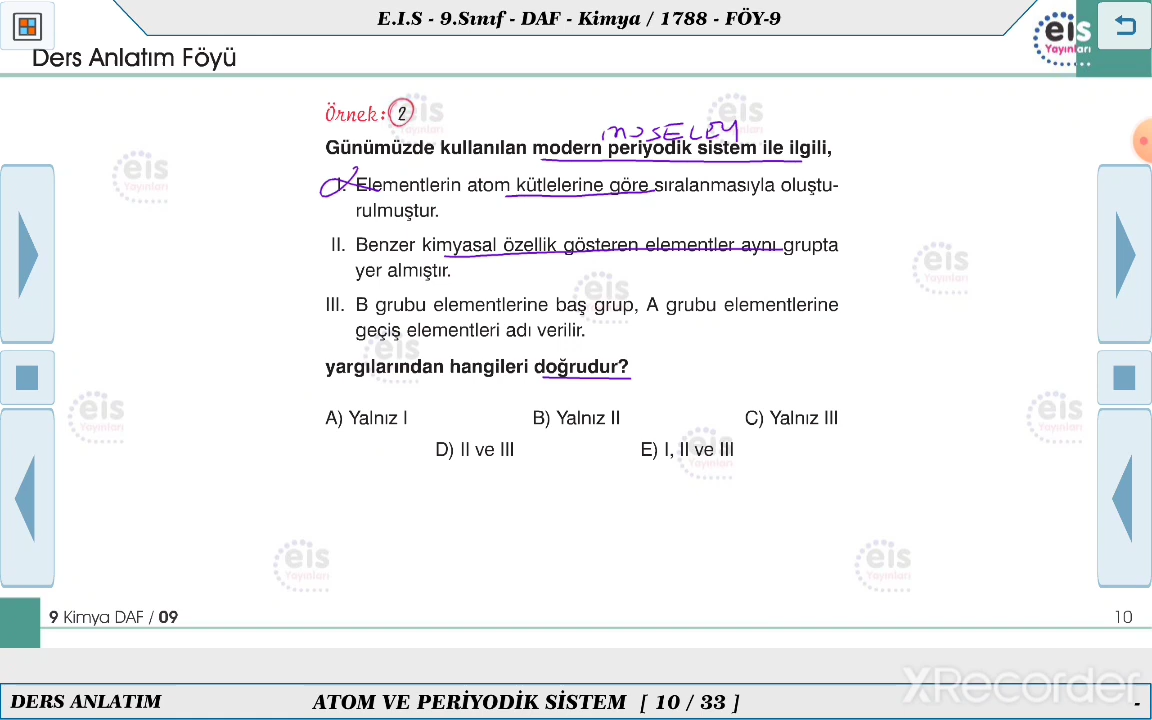 E.I.S - 9.Sınıf - DAF - Kimya / 1788 - FÖY-9
Ders Anlatım Föyü
eis
Yayınları
Örnek: 2
MOSELEY
Günümüzde kullanılan modern periyodik sistem ile ilgili,
I. Elementlerin atom kütlelerine göre sıralanmasıyla oluştu-
rulmuştur.
II. Benzer kimyasal özellik gösteren elementler aynı grupta
yer almıştır.
III. B grubu elementlerine baş grup, A grubu elementlerine
geçiş elementleri adı verilir.
yargılarından hangileri doğrudur?
A) Yalnız I B) Yalnız II C) Yalnız III
D) II ve III E) I, II ve III
9 Kimya DAF / 09 10
XRecorder
DERS ANLATIM ATOM VE PERİYODİK SİSTEM [ 10 / 33 ] -